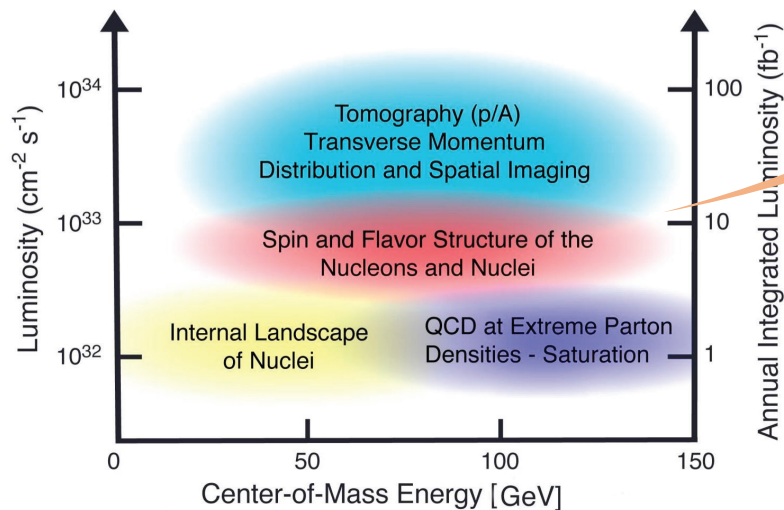 10³⁴
10³³
10³²
Luminosity (cm⁻² s⁻¹)
Tomography (p/A)
Transverse Momentum
Distribution and Spatial Imaging
Spin and Flavor Structure of the
Nucleons and Nuclei
Internal Landscape
of Nuclei
QCD at Extreme Parton
Densities - Saturation
100
10
1
Annual Integrated Luminosity (fb⁻¹)
0
50
100
150
Center-of-Mass Energy [GeV]